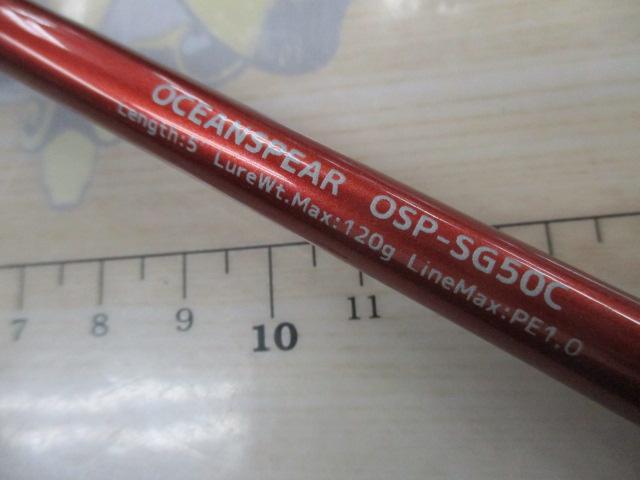 OCEANSPEAR OSP-SG50C
Length:5' LureWt.Max:120g LineMax:PE1.0
7 8 9 10 11